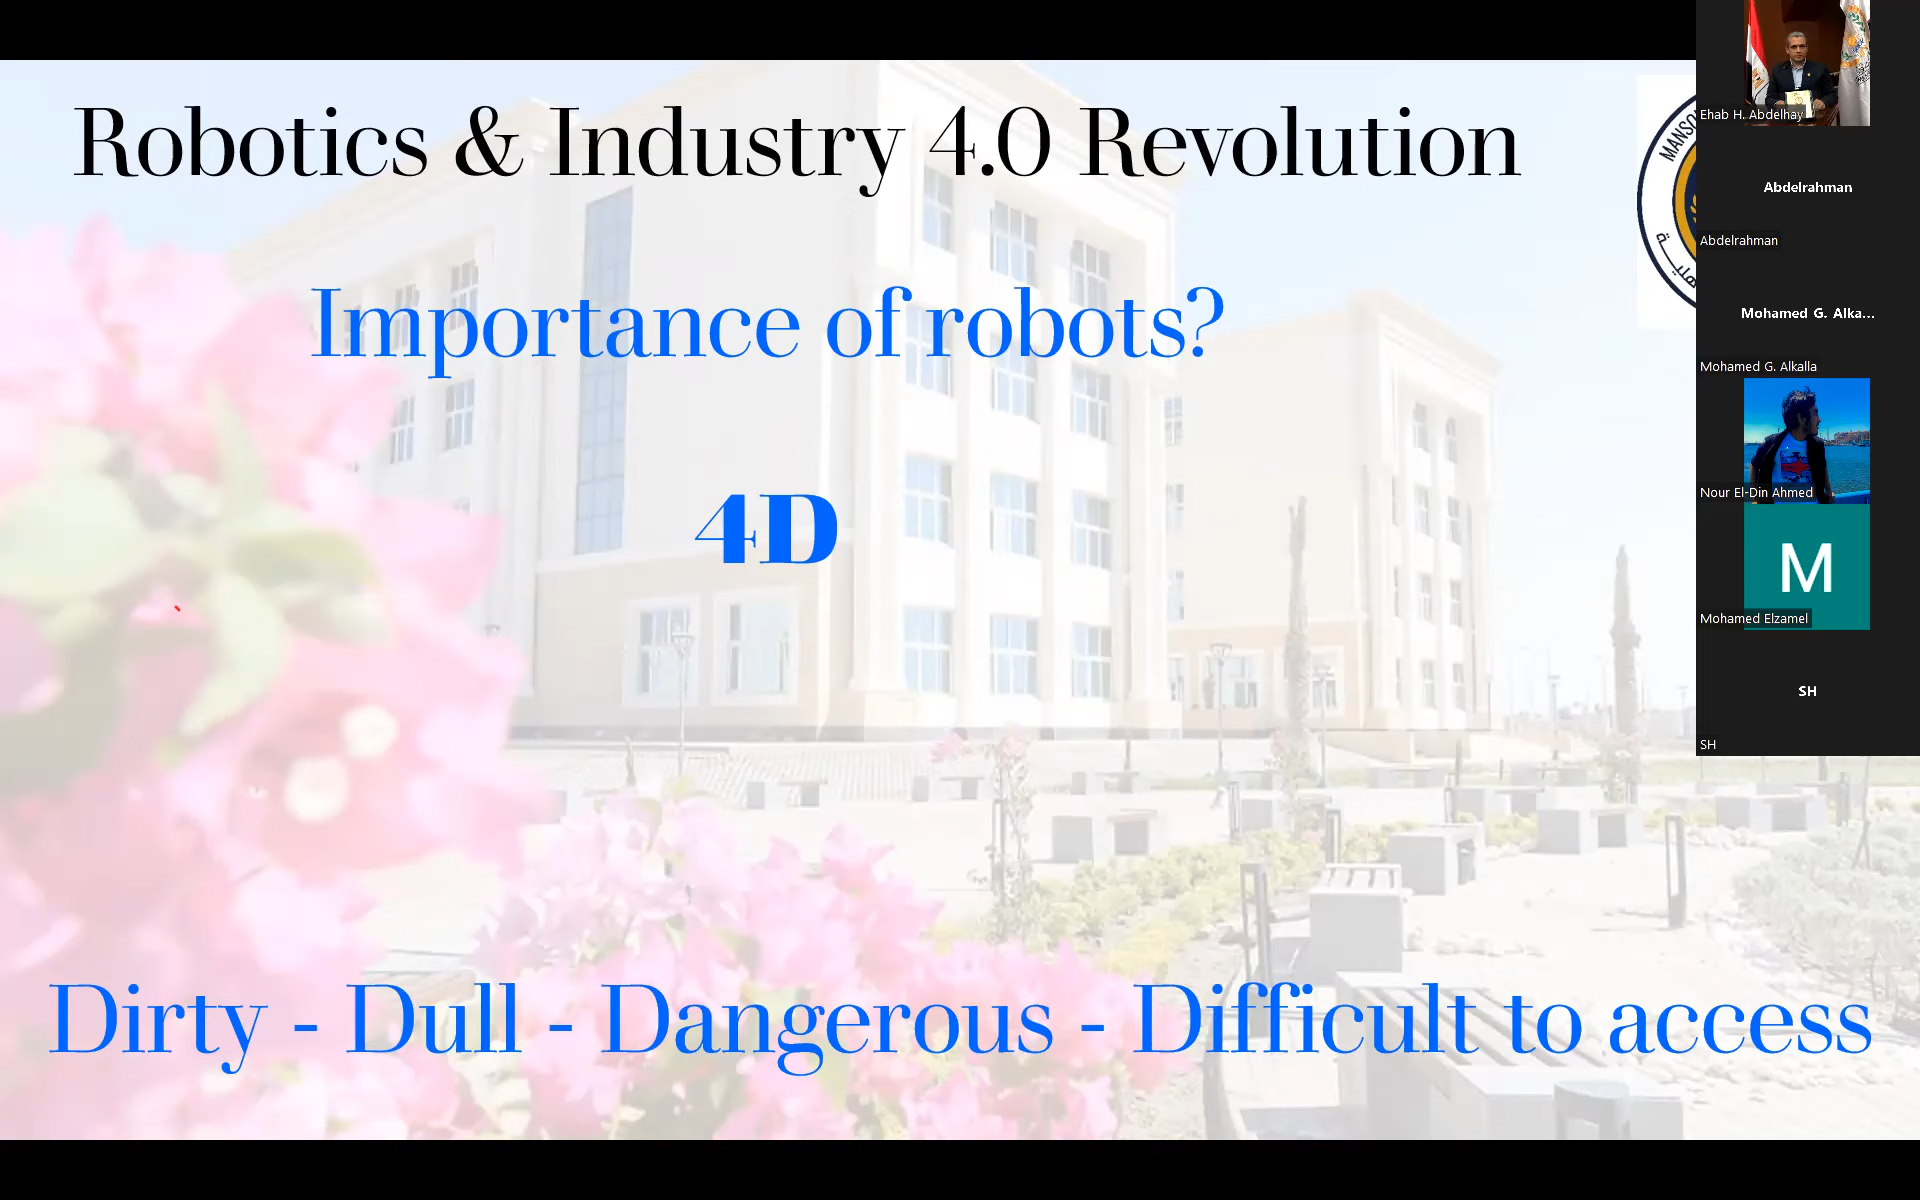 Robotics & Industry 4.0 Revolution
Importance of robots?
4D
Dirty - Dull - Dangerous - Difficult to access
MANSO
Ehab H. Abdelhay
Abdelrahman
Abdelrahman
Mohamed G. Alka...
Mohamed G. Alkalla
Nour El-Din Ahmed
M
Mohamed Elzamel
SH
SH